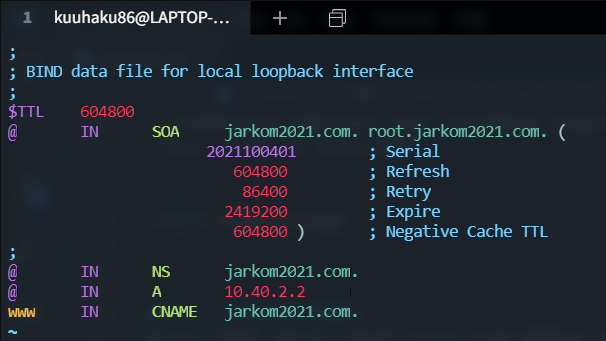 1 kuuhaku86@LAPTOP-...
;
; BIND data file for local loopback interface
;
$TTL 604800
@ IN SOA jarkom2021.com. root.jarkom2021.com. (
2021100401 ; Serial
604800 ; Refresh
86400 ; Retry
2419200 ; Expire
604800 ) ; Negative Cache TTL
;
@ IN NS jarkom2021.com.
@ IN A 10.40.2.2
www IN CNAME jarkom2021.com.
~